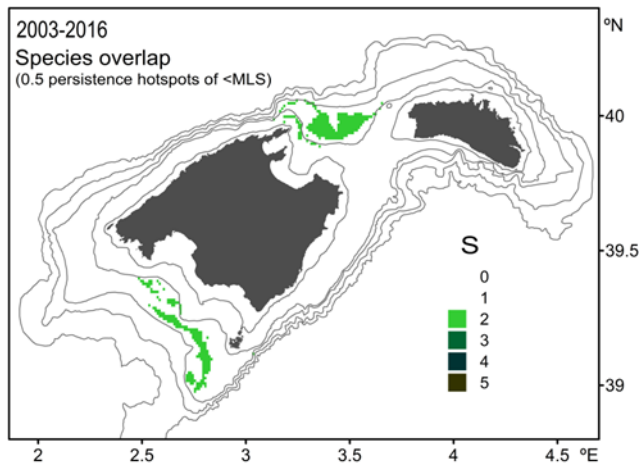 2003-2016
Species overlap
(0.5 persistence hotspots of <MLS)
ºN
40
39.5
39
S
0
1
2
3
4
5
2 2.5 3 3.5 4 4.5 ºE